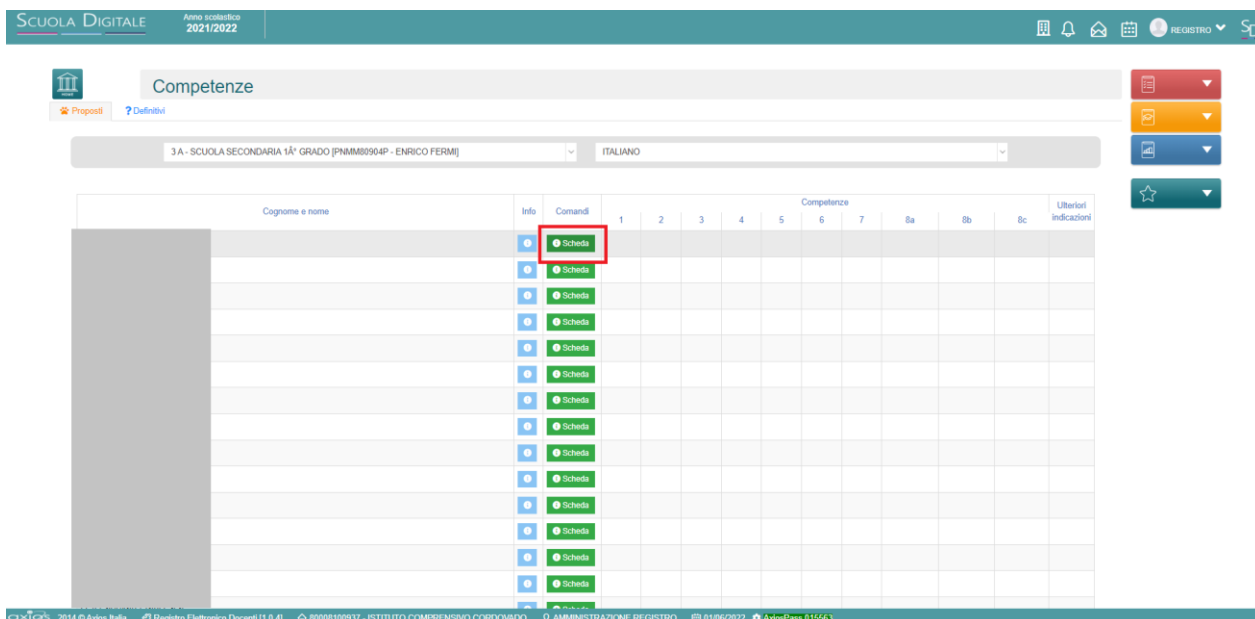 SCUOLA DIGITALE Anno scolastico 2021/2022 REGISTRO SD
Competenze
Proposti ? Definitivi
3 A - SCUOLA SECONDARIA 1Â° GRADO [PNMM80904P - ENRICO FERMI] ITALIANO
Cognome e nome Info Comandi Competenze Ulteriori indicazioni
1 2 3 4 5 6 7 8a 8b 8c
Scheda
Scheda
Scheda
Scheda
Scheda
Scheda
Scheda
Scheda
Scheda
Scheda
Scheda
Scheda
Scheda
Scheda
axios 2014 © Axios Italia Registro Elettronico Docenti [1.0.4] 80008100937 - ISTITUTO COMPRENSIVO CORDOVADO AMMINISTRAZIONE REGISTRO 01/06/2022 AxiosPass 015563